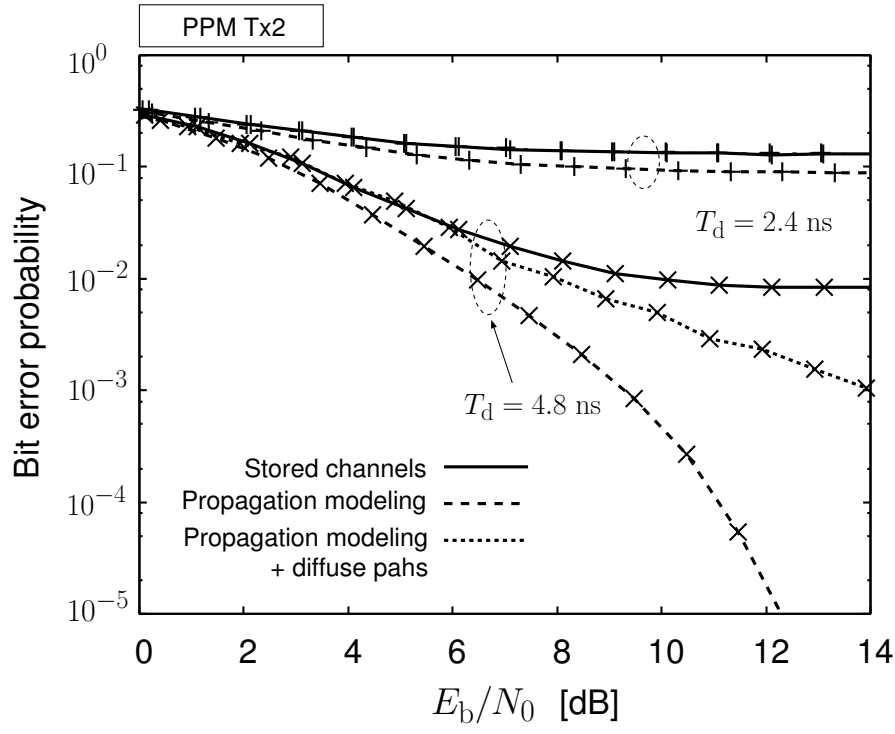 PPM Tx2
10^0
10^{-1}
10^{-2}
10^{-3}
10^{-4}
10^{-5}
Bit error probability
T_d = 2.4 ns
T_d = 4.8 ns
Stored channels
Propagation modeling
Propagation modeling
+ diffuse pahs
0 2 4 6 8 10 12 14
E_b/N_0 [dB]